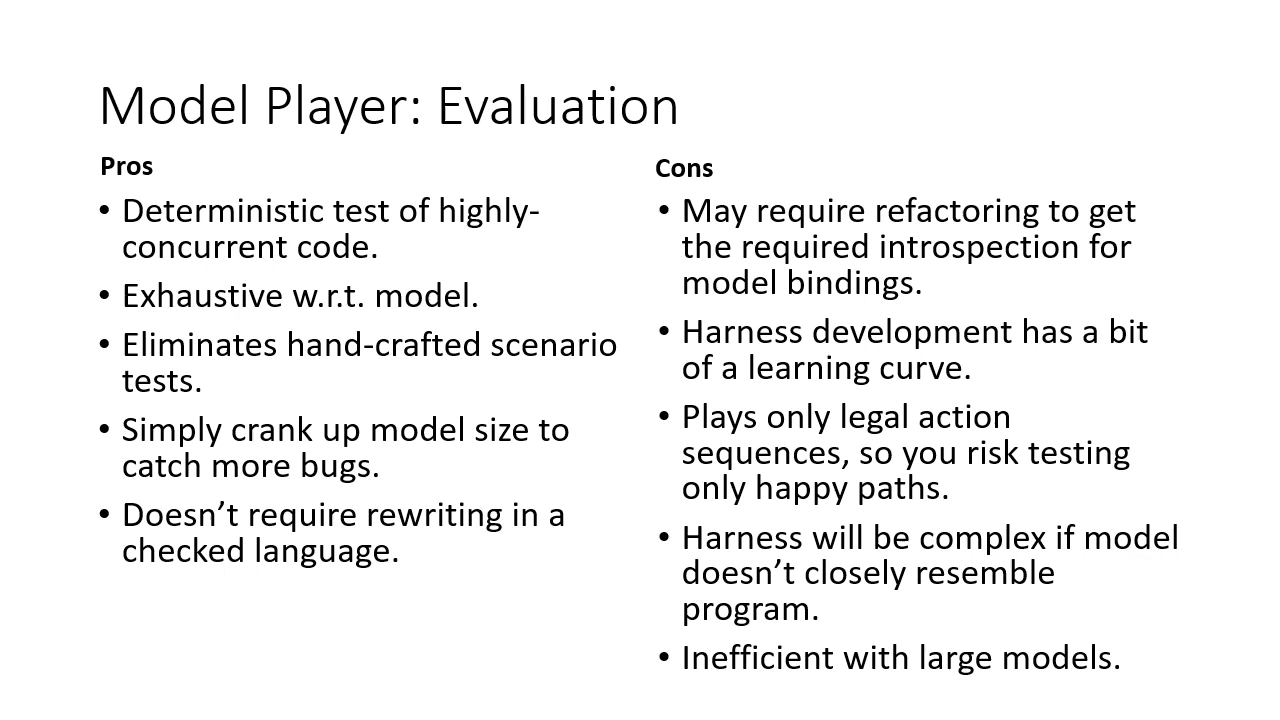 Model Player: Evaluation
Pros
• Deterministic test of highly-
concurrent code.
• Exhaustive w.r.t. model.
• Eliminates hand-crafted scenario
tests.
• Simply crank up model size to
catch more bugs.
• Doesn’t require rewriting in a
checked language.
Cons
• May require refactoring to get
the required introspection for
model bindings.
• Harness development has a bit
of a learning curve.
• Plays only legal action
sequences, so you risk testing
only happy paths.
• Harness will be complex if model
doesn’t closely resemble
program.
• Inefficient with large models.